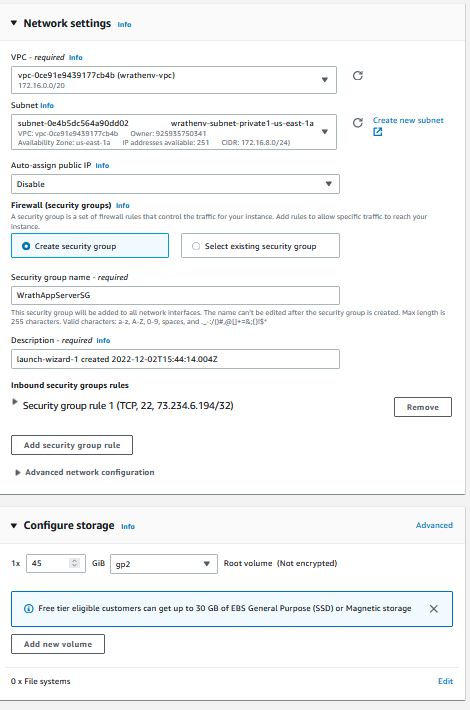 Network settings Info
VPC - required Info
vpc-0ce91e9439177cb4b (wrathenv-vpc)
172.16.0.0/20
Subnet Info
subnet-0e4b5dc564a90dd02 wrathenv-subnet-private1-us-east-1a
VPC: vpc-0ce91e9439177cb4b Owner: 925935750341
Availability Zone: us-east-1a IP addresses available: 251 CIDR: 172.16.8.0/24)
Create new subnet
Auto-assign public IP Info
Disable
Firewall (security groups) Info
A security group is a set of firewall rules that control the traffic for your instance. Add rules to allow specific traffic to reach your
instance.
Create security group
Select existing security group
Security group name - required
WrathAppServerSG
This security group will be added to all network interfaces. The name can't be edited after the security group is created. Max length is
255 characters. Valid characters: a-z, A-Z, 0-9, spaces, and ._-:/()#,@[]+=&;{}!$*
Description - required Info
launch-wizard-1 created 2022-12-02T15:44:14.004Z
Inbound security groups rules
Security group rule 1 (TCP, 22, 73.234.6.194/32)
Remove
Add security group rule
Advanced network configuration
Configure storage Info
Advanced
1x 45 GiB gp2 Root volume (Not encrypted)
Free tier eligible customers can get up to 30 GB of EBS General Purpose (SSD) or Magnetic storage
Add new volume
0 x File systems
Edit